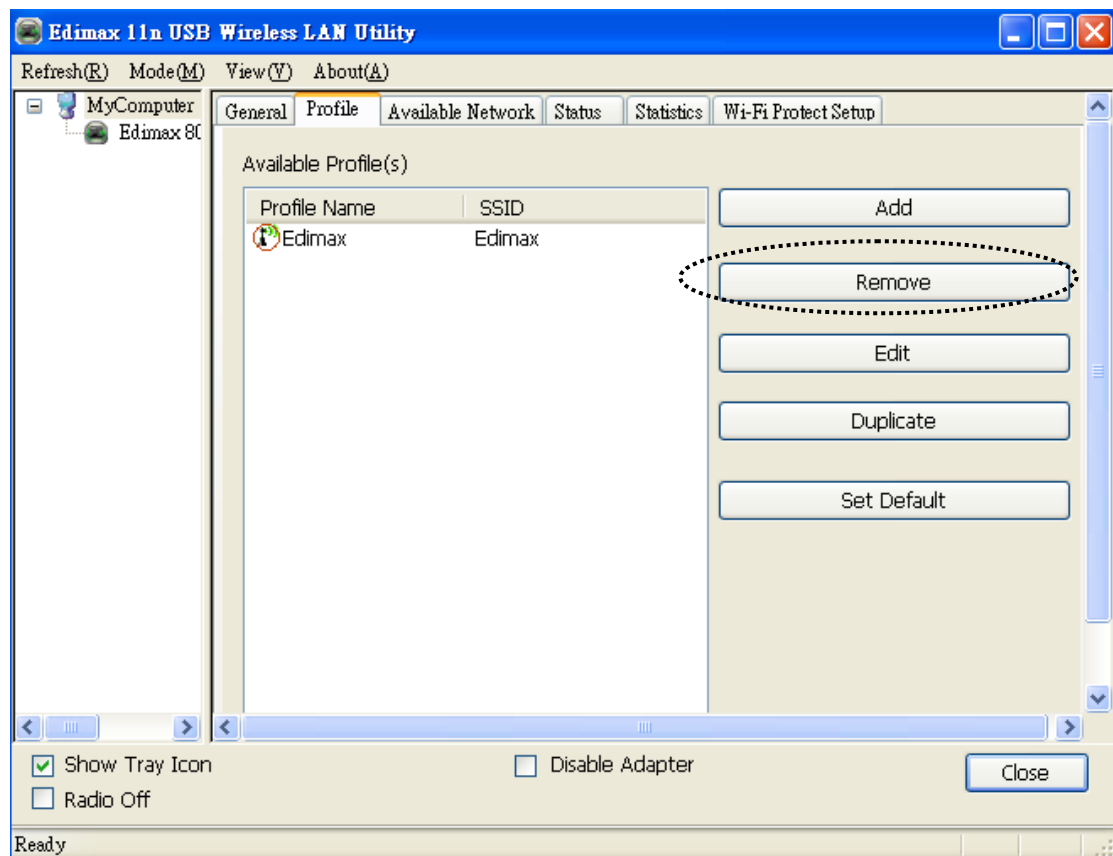 Edimax 11n USB Wireless LAN Utility
Refresh(R) Mode(M) View(V) About(A)
MyComputer
Edimax 80
General Profile Available Network Status Statistics Wi-Fi Protect Setup
Available Profile(s)
Profile Name SSID
Edimax Edimax
Add
Remove
Edit
Duplicate
Set Default
Show Tray Icon Disable Adapter
Radio Off
Close
Ready